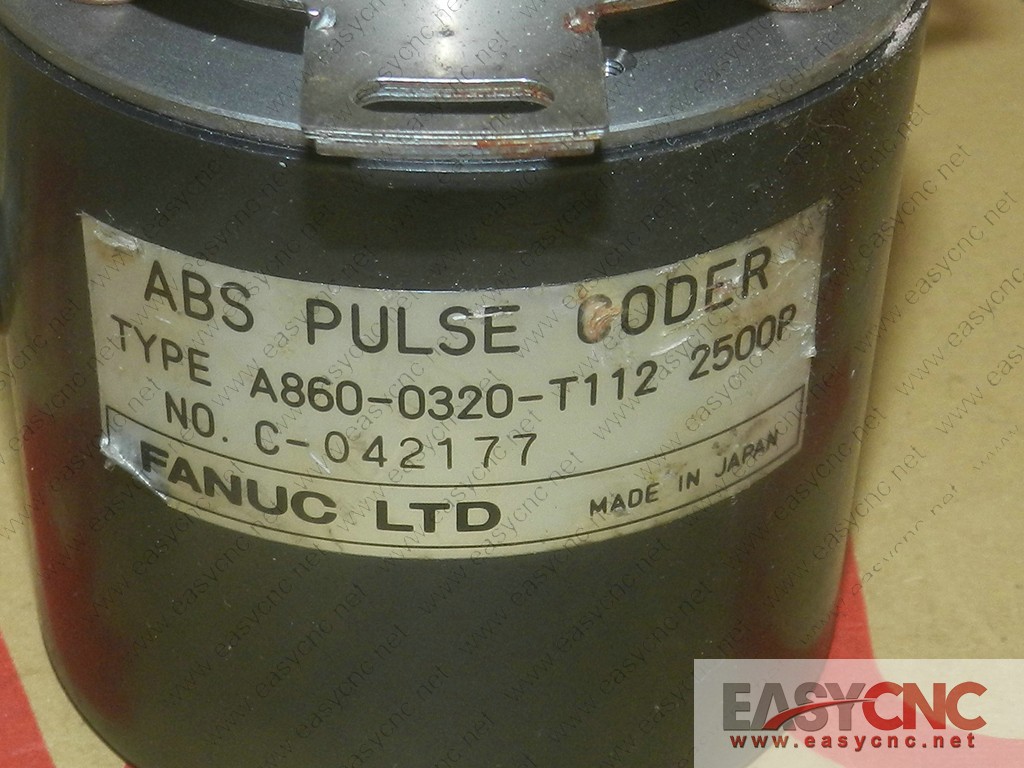 ABS PULSE CODER
TYPE A860-0320-T112 2500P
NO. C-042177
FANUC LTD MADE IN JAPAN
EASYCNC
www.easycnc.net